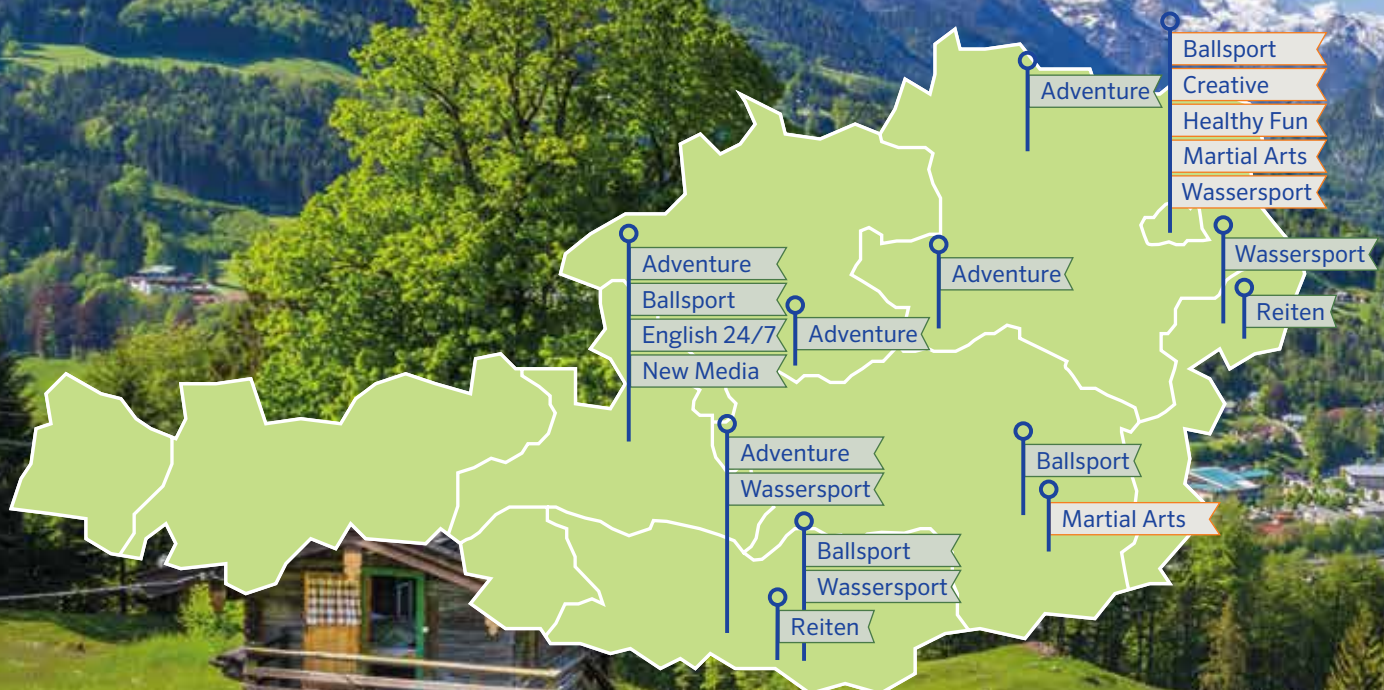 Adventure
Ballsport
Creative
Healthy Fun
Martial Arts
Wassersport
Wassersport
Reiten
Adventure
Ballsport
English 24/7
New Media
Adventure
Adventure
Adventure
Wassersport
Ballsport
Martial Arts
Ballsport
Wassersport
Reiten